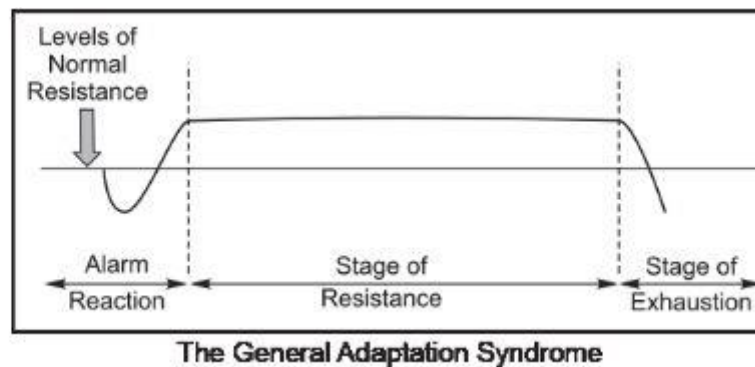 Levels of
Normal
Resistance
Alarm
Reaction
Stage of
Resistance
Stage of
Exhaustion
The General Adaptation Syndrome